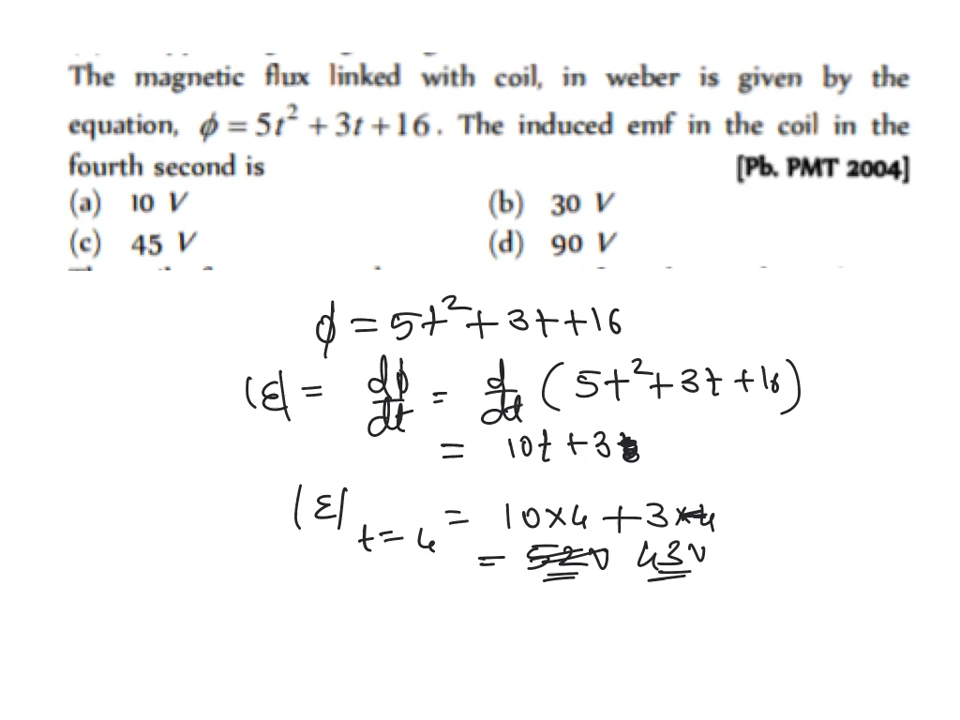 The magnetic flux linked with coil, in weber is given by the
equation, ϕ = 5t² + 3t + 16. The induced emf in the coil in the
fourth second is [Pb. PMT 2004]
(a) 10 V (b) 30 V
(c) 45 V (d) 90 V
ϕ = 5t² + 3t + 16
|ε| = dϕ/dt = d/dt (5t² + 3t + 16)
= 10t + 3
|ε| t=4 = 10×4 + 3
= 52V 43V